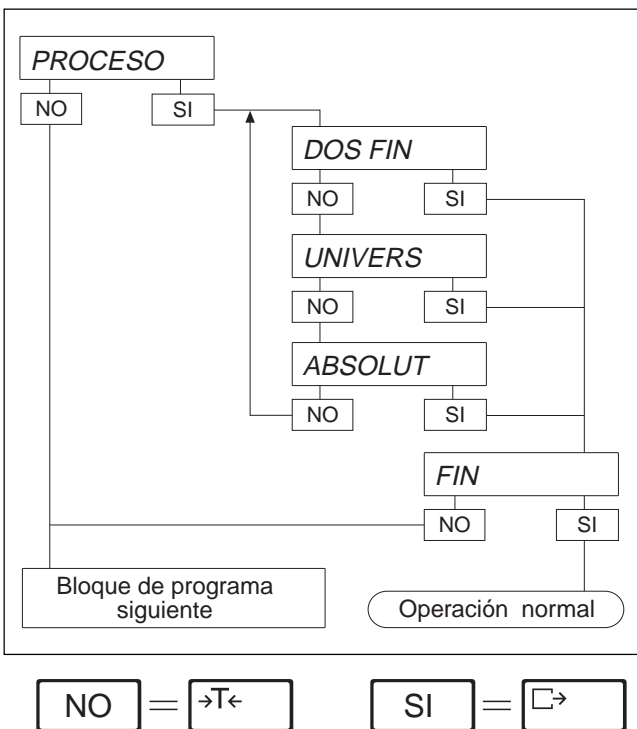 PROCESO
NO SI
DOS FIN
NO SI
UNIVERS
NO SI
ABSOLUT
NO SI
FIN
NO SI
Bloque de programa
siguiente
Operación normal
NO = →T← SI = →